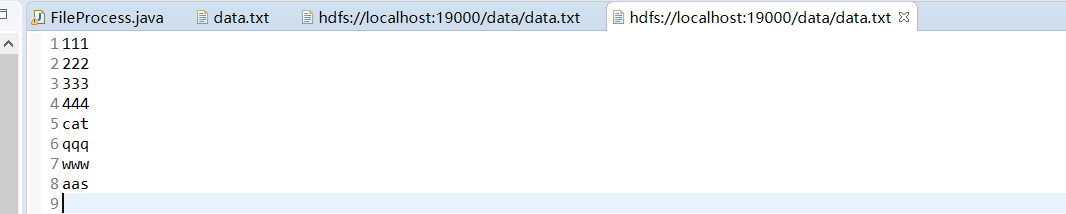 FileProcess.java data.txt hdfs://localhost:19000/data/data.txt hdfs://localhost:19000/data/data.txt
1 111
2 222
3 333
4 444
5 cat
6 qqq
7 www
8 aas
9